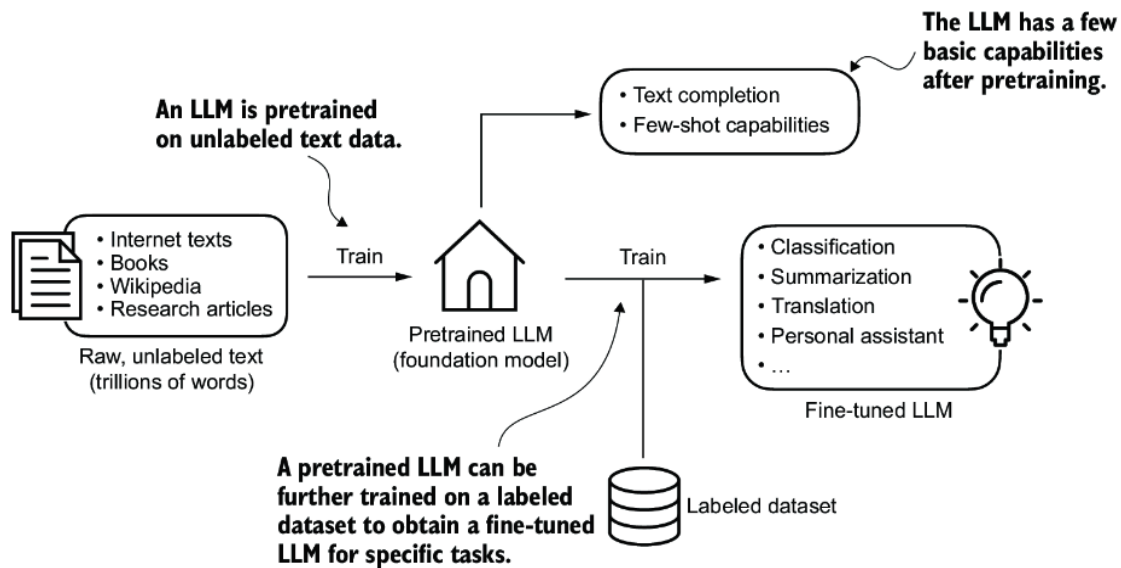 The LLM has a few
basic capabilities
after pretraining.
• Text completion
• Few-shot capabilities
An LLM is pretrained
on unlabeled text data.
• Internet texts
• Books
• Wikipedia
• Research articles
Raw, unlabeled text
(trillions of words)
Train
Pretrained LLM
(foundation model)
Train
• Classification
• Summarization
• Translation
• Personal assistant
• ...
Fine-tuned LLM
A pretrained LLM can be
further trained on a labeled
dataset to obtain a fine-tuned
LLM for specific tasks.
Labeled dataset